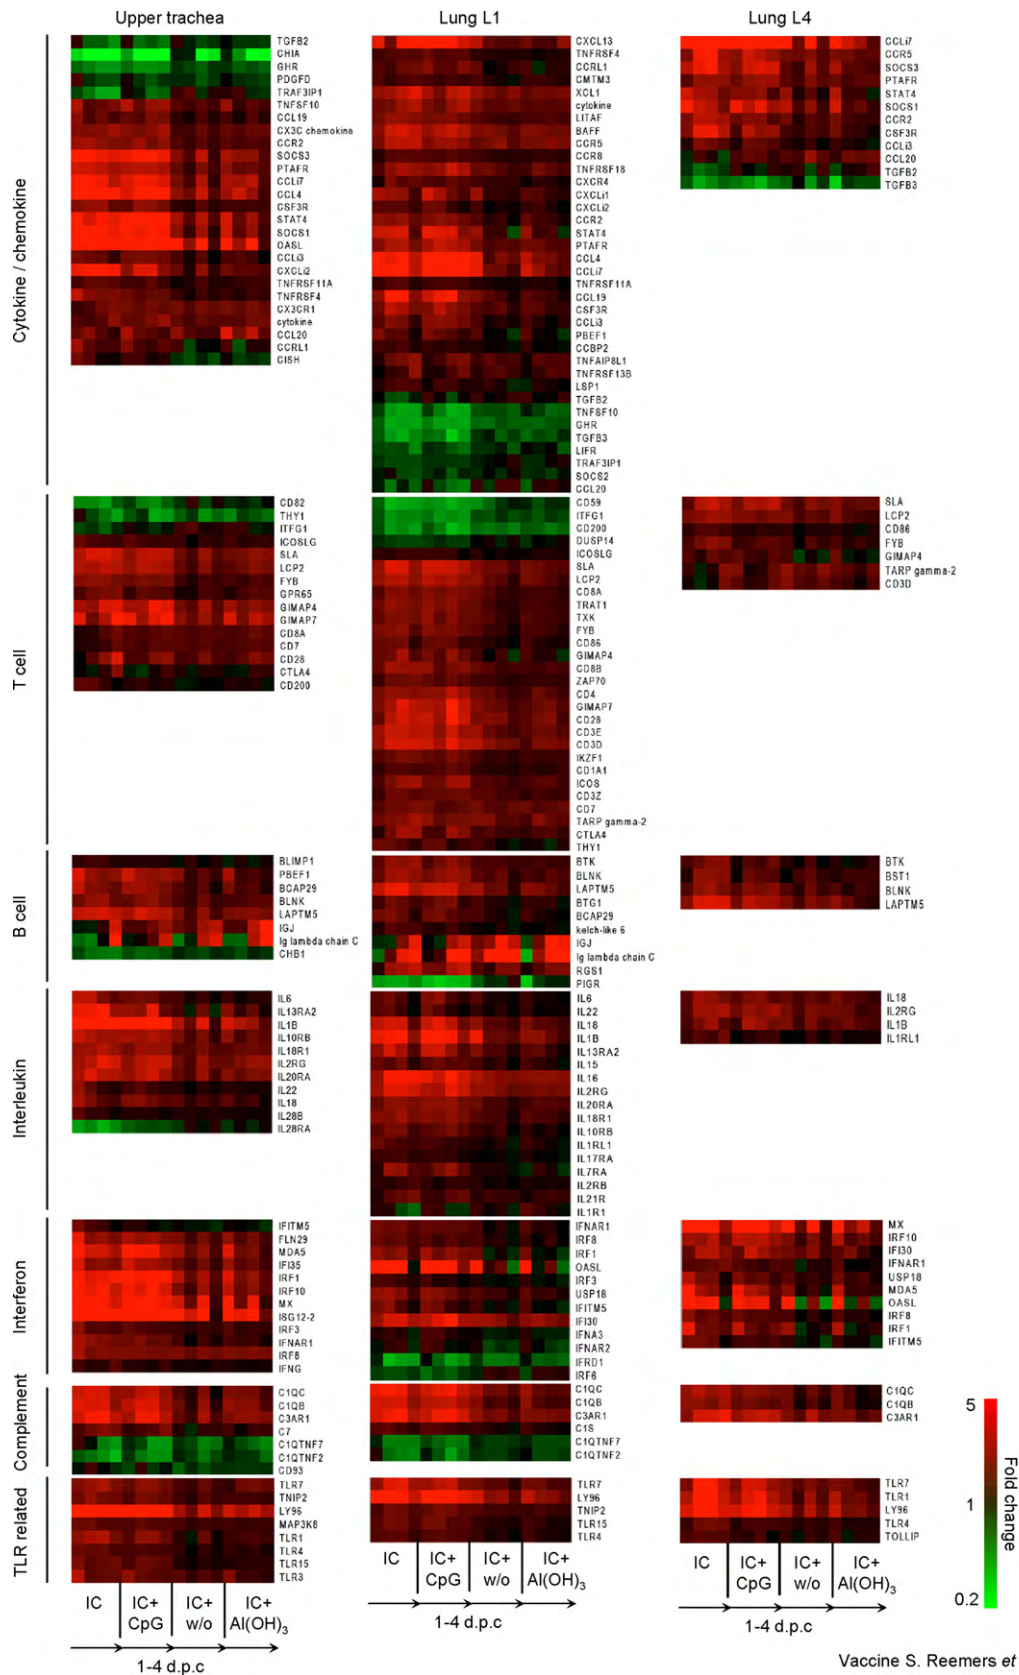 Upper trachea
Lung L1
Lung L4
Cytokine / chemokine
TGFB2
CHIA
GHR
PDGFD
TRAF3IP1
TNFSF10
CCL19
CX3C chemokine
CCR2
SOCS3
PTAFR
CCLi7
CCL4
CSF3R
STAT4
SOCS1
OASL
CCLi3
CXCLi2
TNFRSF11A
TNFRSF4
CX3CR1
cytokine
CCL20
CCRL1
CISH
CXCL13
TNFRSF4
CCRL1
CMTM3
XCL1
cytokine
LITAF
BAFF
CCR5
CCR8
TNFRSF18
CXCR4
CXCLi1
CXCLi2
CCR2
STAT4
PTAFR
CCL4
CCLi7
TNFRSF11A
CCL19
CSF3R
CCLi3
PBEF1
CCBP2
TNFAIP8L1
TNFRSF13B
LSP1
TGFB2
TNFSF10
GHR
TGFB3
LIFR
TRAF3IP1
SOCS2
CCL20
CCLi7
CCR5
SOCS3
PTAFR
STAT4
SOCS1
CCR2
CSF3R
CCLi3
CCL20
TGFB2
TGFB3
T cell
CD82
THY1
ITFG1
ICOSLG
SLA
LCP2
FYB
GPR65
GIMAP4
GIMAP7
CD8A
CD7
CD28
CTLA4
CD200
CD59
ITFG1
CD200
DUSP14
ICOSLG
SLA
LCP2
CD8A
TRAT1
TXK
FYB
CD86
GIMAP4
CD8B
ZAP70
CD4
GIMAP7
CD28
CD3E
CD3D
IKZF1
CD1A1
ICOS
CD3Z
CD7
TARP gamma-2
CTLA4
THY1
SLA
LCP2
CD86
FYB
GIMAP4
TARP gamma-2
CD3D
B cell
BLIMP1
PBEF1
BCAP29
BLNK
LAPTM5
IGJ
Ig lambda chain C
CHB1
BTK
BLNK
LAPTM5
BTG1
BCAP29
kelch-like 6
IGJ
Ig lambda chain C
RGS1
PIGR
BTK
BST1
BLNK
LAPTM5
Interleukin
IL6
IL13RA2
IL1B
IL10RB
IL18R1
IL2RG
IL20RA
IL22
IL18
IL28B
IL28RA
IL6
IL22
IL18
IL1B
IL13RA2
IL15
IL16
IL2RG
IL20RA
IL18R1
IL10RB
IL1RL1
IL17RA
IL7RA
IL2RB
IL21R
IL1R1
IL18
IL2RG
IL1B
IL1RL1
Interferon
IFITM5
FLN29
MDA5
IFI35
IRF1
IRF10
MX
ISG12-2
IRF3
IFNAR1
IRF8
IFNG
IFNAR1
IRF8
IRF1
OASL
IRF3
USP18
IFITM5
IFI30
IFNA3
IFNAR2
IFRD1
IRF6
MX
IRF10
IFI30
IFNAR1
USP18
MDA5
OASL
IRF8
IRF1
IFITM5
Complement
C1QC
C1QB
C3AR1
C7
C1QTNF7
C1QTNF2
CD93
C1QC
C1QB
C3AR1
C1S
C1QTNF7
C1QTNF2
C1QC
C1QB
C3AR1
TLR related
TLR7
TNIP2
LY96
MAP3K8
TLR1
TLR4
TLR15
TLR3
TLR7
LY96
TNIP2
TLR15
TLR4
TLR7
TLR1
LY96
TLR4
TOLLIP
5
1
0.2
Fold change
IC
IC+
CpG
IC+
w/o
IC+
Al(OH)3
1-4 d.p.c
IC
IC+
CpG
IC+
w/o
IC+
Al(OH)3
1-4 d.p.c
IC
IC+
CpG
IC+
w/o
IC+
Al(OH)3
1-4 d.p.c
Vaccine S. Reemers et